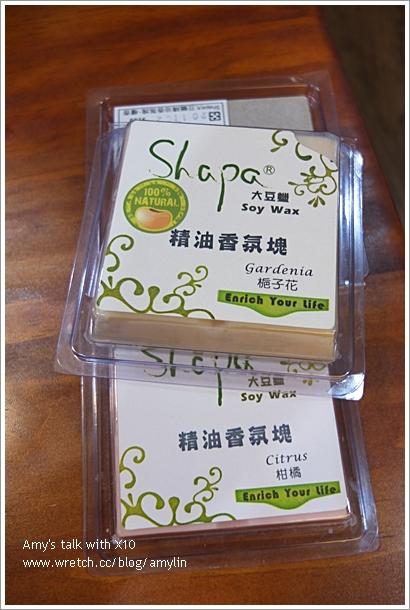 Shapa®
大豆蠟
Soy Wax
100%
NATURAL
精油香氛塊
Gardenia
梔子花
Enrich Your Life
大豆蠟
Soy Wax
精油香氛塊
Citrus
柑橘
Enrich Your Life
Amy's talk with X10
www.wretch.cc/blog/amylin